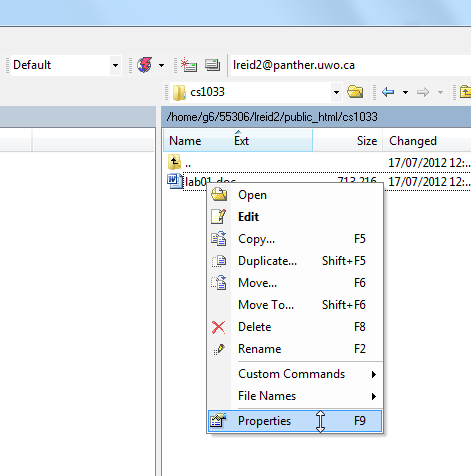 Default lreid2@panther.uwo.ca
cs1033
/home/g6/55306/lreid2/public_html/cs1033
Name Ext Size Changed
.. 17/07/2012 12:..
lab01.doc 713,216 17/07/2012 12:..
Open
Edit
Copy... F5
Duplicate... Shift+F5
Move... F6
Move To... Shift+F6
Delete F8
Rename F2
Custom Commands
File Names
Properties F9